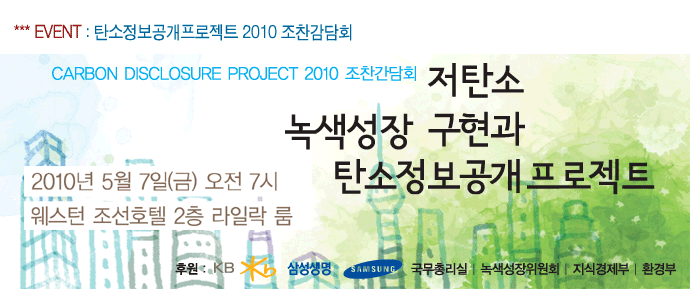 *** EVENT : 탄소정보공개프로젝트 2010 조찬감담회
CARBON DISCLOSURE PROJECT 2010 조찬간담회
저탄소
녹색성장 구현과
탄소정보공개 프로젝트
2010년 5월 7일(금) 오전 7시
웨스턴 조선호텔 2층 라일락 룸
후원 : KB Kb 삼성생명 SAMSUNG 국무총리실 | 녹색성장위원회 | 지식경제부 | 환경부